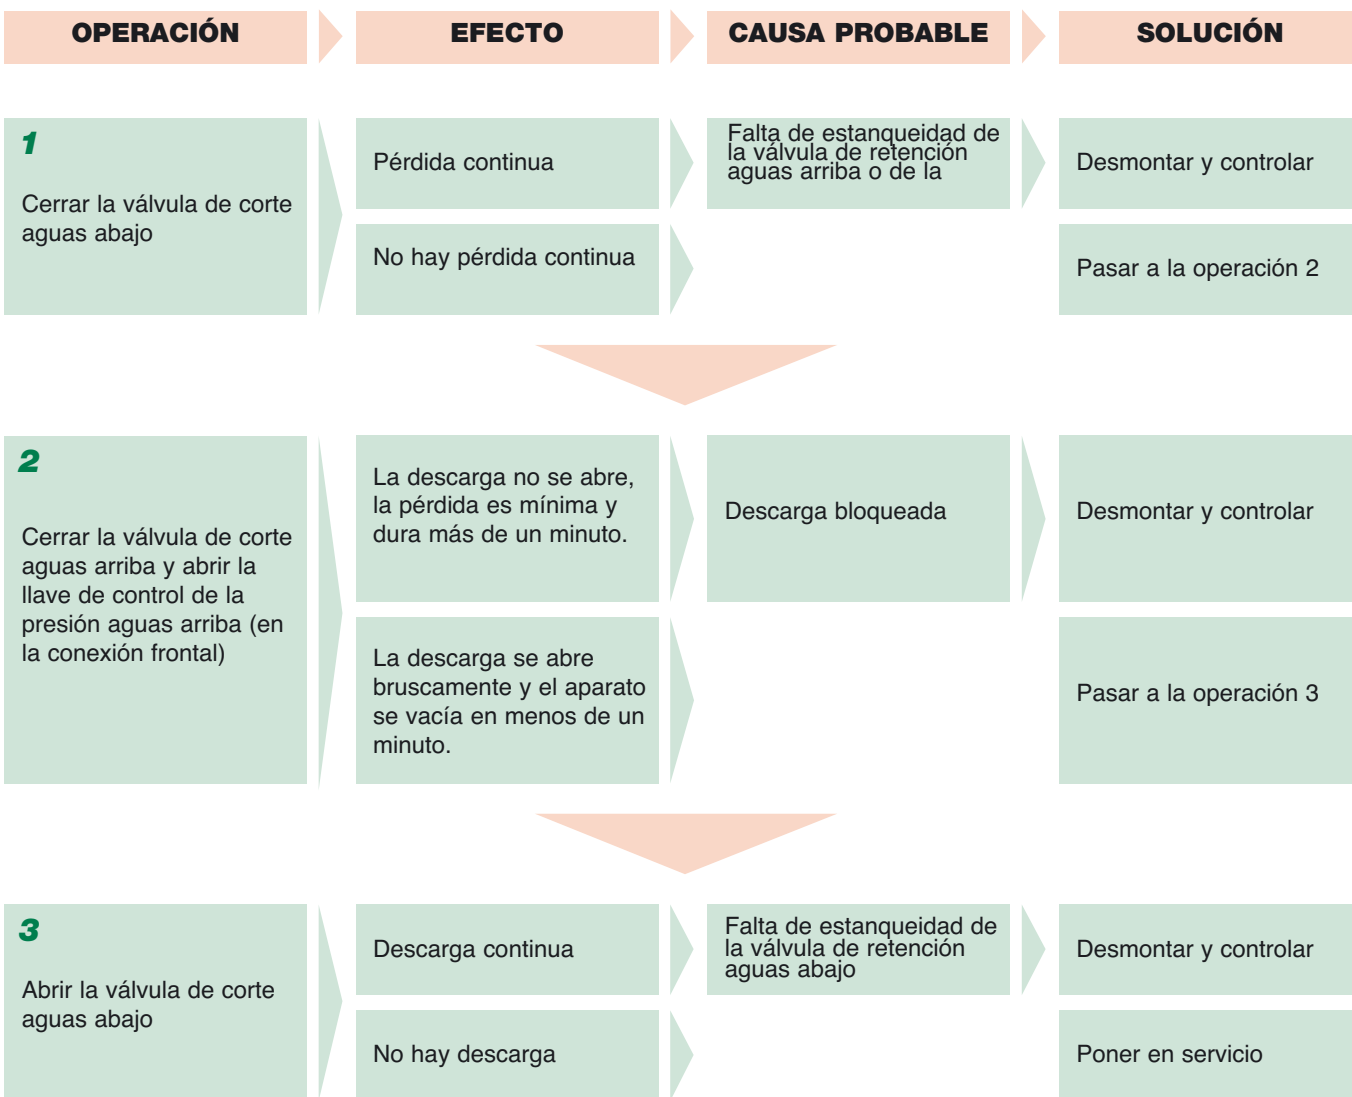 OPERACIÓN
EFECTO
CAUSA PROBABLE
SOLUCIÓN
1
Cerrar la válvula de corte
aguas abajo
Pérdida continua
Falta de estanqueidad de
la válvula de retención
aguas arriba o de la
Desmontar y controlar
No hay pérdida continua
Pasar a la operación 2
2
Cerrar la válvula de corte
aguas arriba y abrir la
llave de control de la
presión aguas arriba (en
la conexión frontal)
La descarga no se abre,
la pérdida es mínima y
dura más de un minuto.
Descarga bloqueada
Desmontar y controlar
La descarga se abre
bruscamente y el aparato
se vacía en menos de un
minuto.
Pasar a la operación 3
3
Abrir la válvula de corte
aguas abajo
Descarga continua
Falta de estanqueidad de
la válvula de retención
aguas abajo
Desmontar y controlar
No hay descarga
Poner en servicio